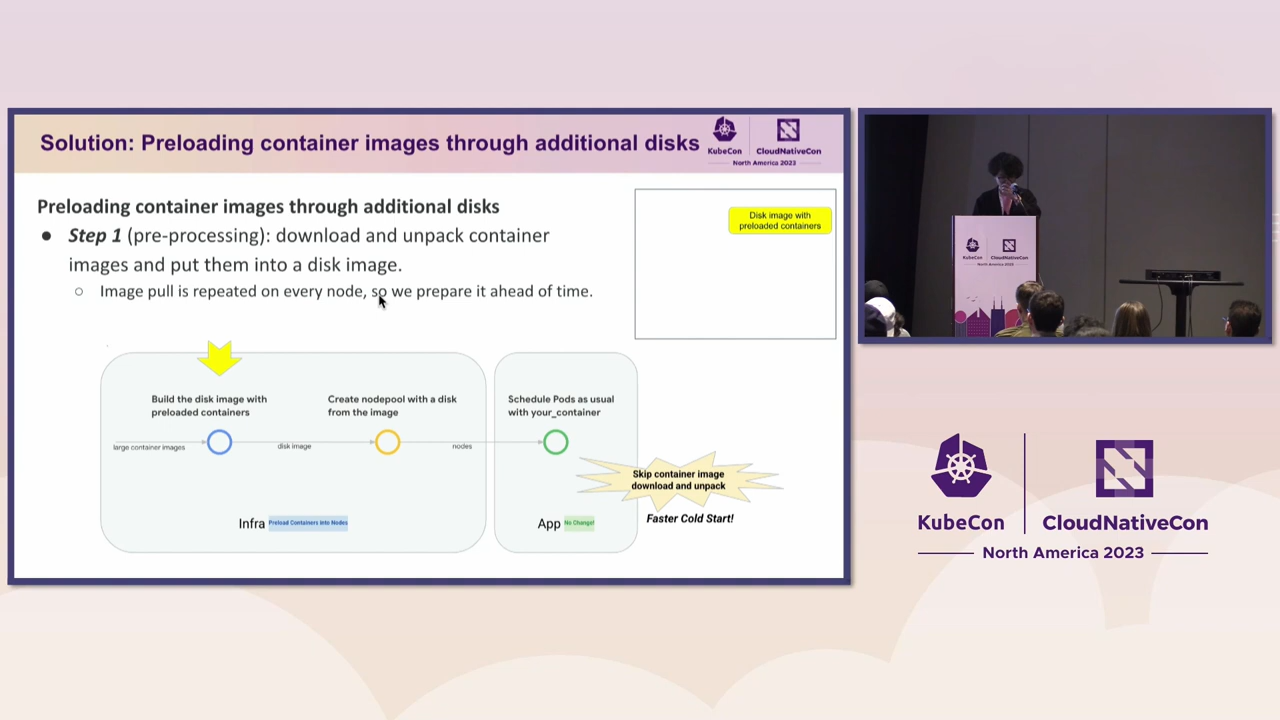 Solution: Preloading container images through additional disks
KubeCon
CloudNativeCon
North America 2023
Preloading container images through additional disks
● Step 1 (pre-processing): download and unpack container
images and put them into a disk image.
○ Image pull is repeated on every node, so we prepare it ahead of time.
Disk image with
preloaded containers
Build the disk image with
preloaded containers
Create nodepool with a disk
from the image
Schedule Pods as usual
with your_container
large container images
disk image
nodes
Skip container image
download and unpack
Infra Preload Containers Into Nodes
App No Change!
Faster Cold Start!
KubeCon
CloudNativeCon
North America 2023
KubeCon
CloudNativeCon
North America 2023